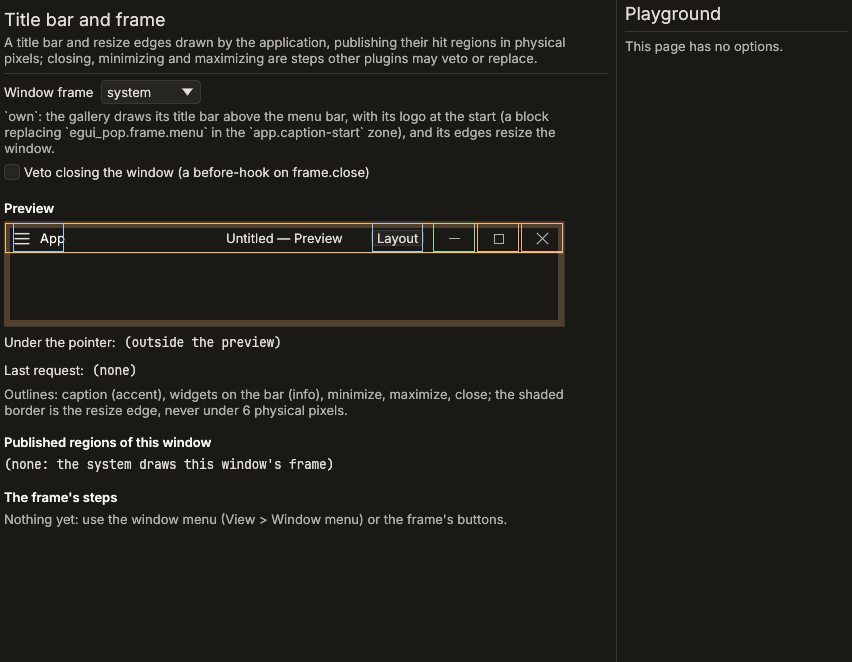 Title bar and frame
A title bar and resize edges drawn by the application, publishing their hit regions in physical
pixels; closing, minimizing and maximizing are steps other plugins may veto or replace.
Window frame system
`own`: the gallery draws its title bar above the menu bar, with its logo at the start (a block
replacing `egui_pop.frame.menu` in the `app.caption-start` zone), and its edges resize the
window.
Veto closing the window (a before-hook on frame.close)
Preview
App Untitled — Preview Layout
Under the pointer: (outside the preview)
Last request: (none)
Outlines: caption (accent), widgets on the bar (info), minimize, maximize, close; the shaded
border is the resize edge, never under 6 physical pixels.
Published regions of this window
(none: the system draws this window's frame)
The frame's steps
Nothing yet: use the window menu (View > Window menu) or the frame's buttons.
Playground
This page has no options.